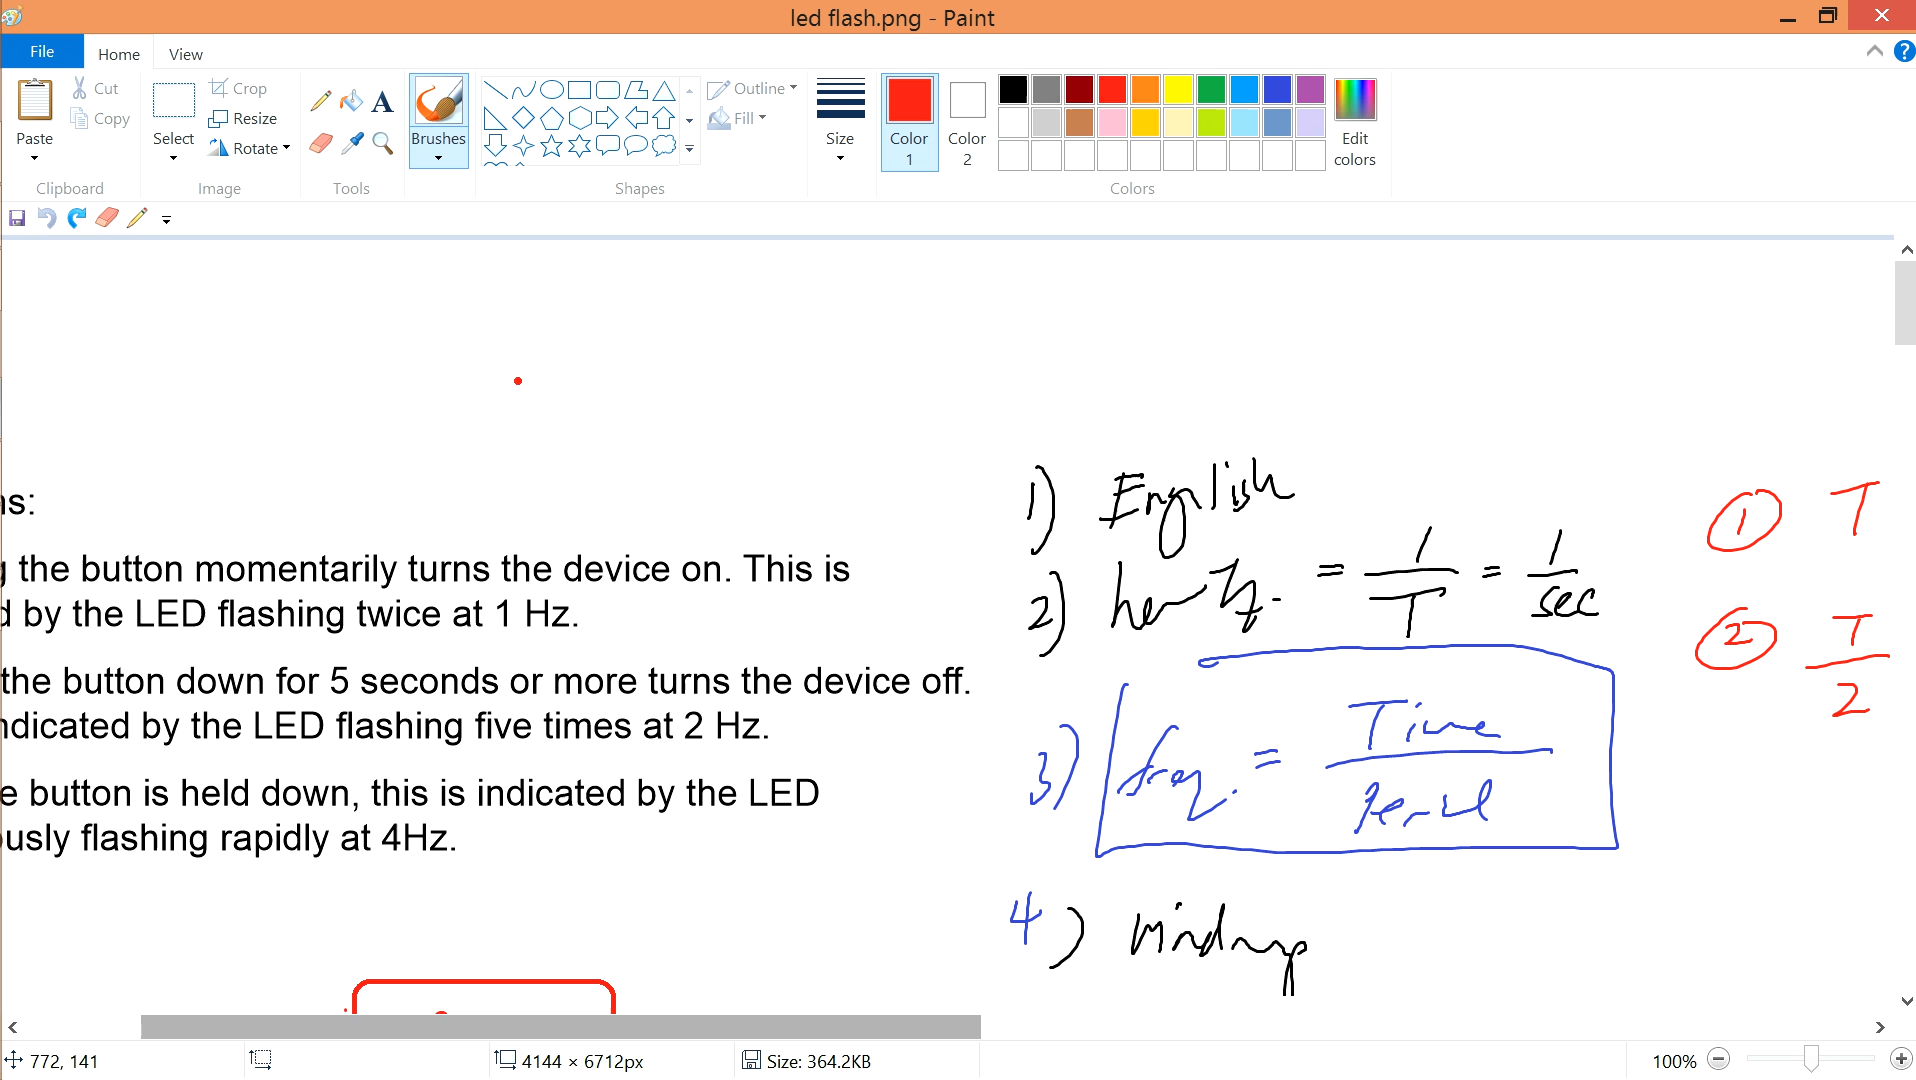 led flash.png - Paint
File
Home
View
Paste
Cut
Copy
Clipboard
Select
Crop
Resize
Rotate
Image
A
Tools
Brushes
Shapes
Outline
Fill
Size
Color
1
Color
2
Edit
colors
Colors
ns:
g the button momentarily turns the device on. This is
d by the LED flashing twice at 1 Hz.
the button down for 5 seconds or more turns the device off.
ndicated by the LED flashing five times at 2 Hz.
e button is held down, this is indicated by the LED
ously flashing rapidly at 4Hz.
1) English
2) hertz. = 1/T = 1/sec
3) freq. = Time/Period
4)
① T
② T/2
772, 141
4144 × 6712px
Size: 364.2KB
100%